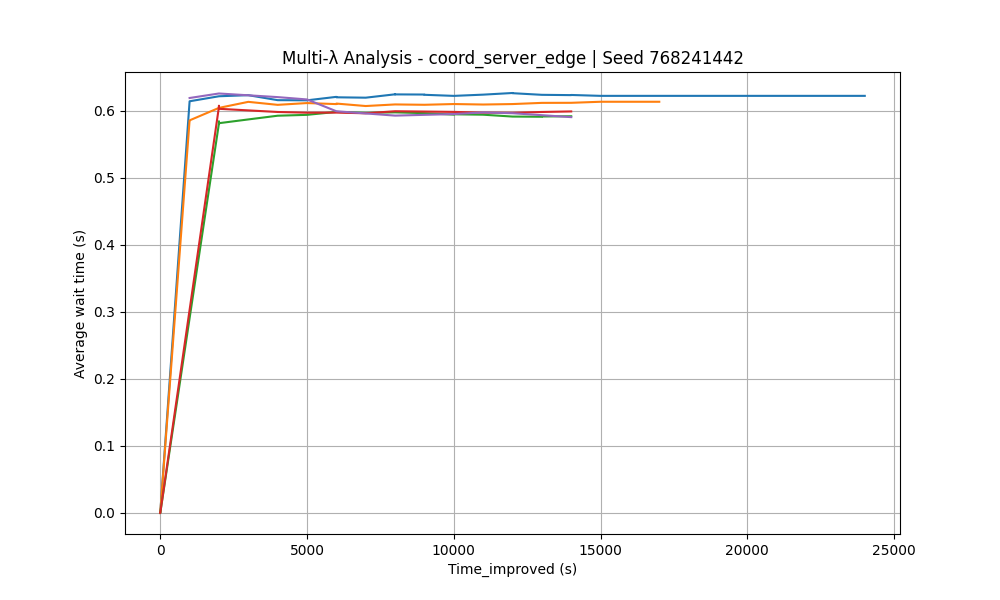 Multi-λ Analysis - coord_server_edge | Seed 768241442
Average wait time (s)
0.6
0.5
0.4
0.3
0.2
0.1
0.0
0 5000 10000 15000 20000 25000
Time_improved (s)